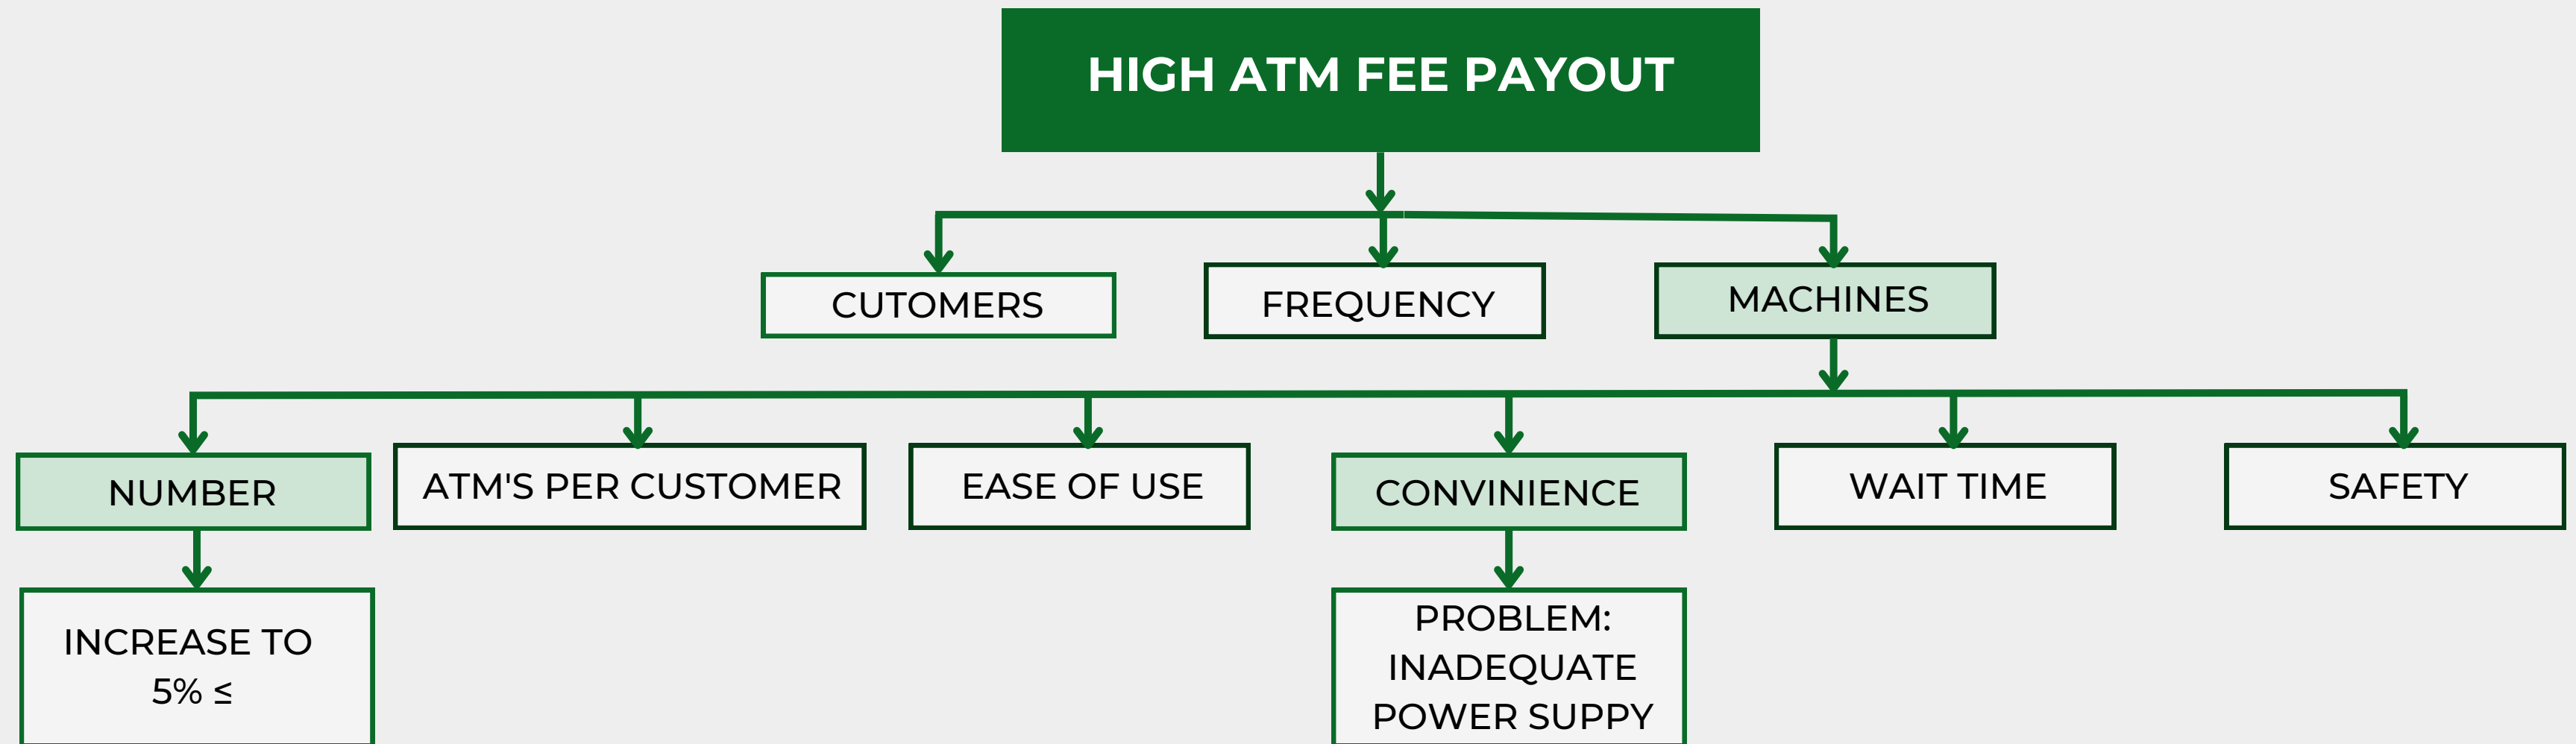 HIGH ATM FEE PAYOUT
CUTOMERS
FREQUENCY
MACHINES
NUMBER
ATM'S PER CUSTOMER
EASE OF USE
CONVINIENCE
WAIT TIME
SAFETY
INCREASE TO
5% ≤
PROBLEM:
INADEQUATE
POWER SUPPY